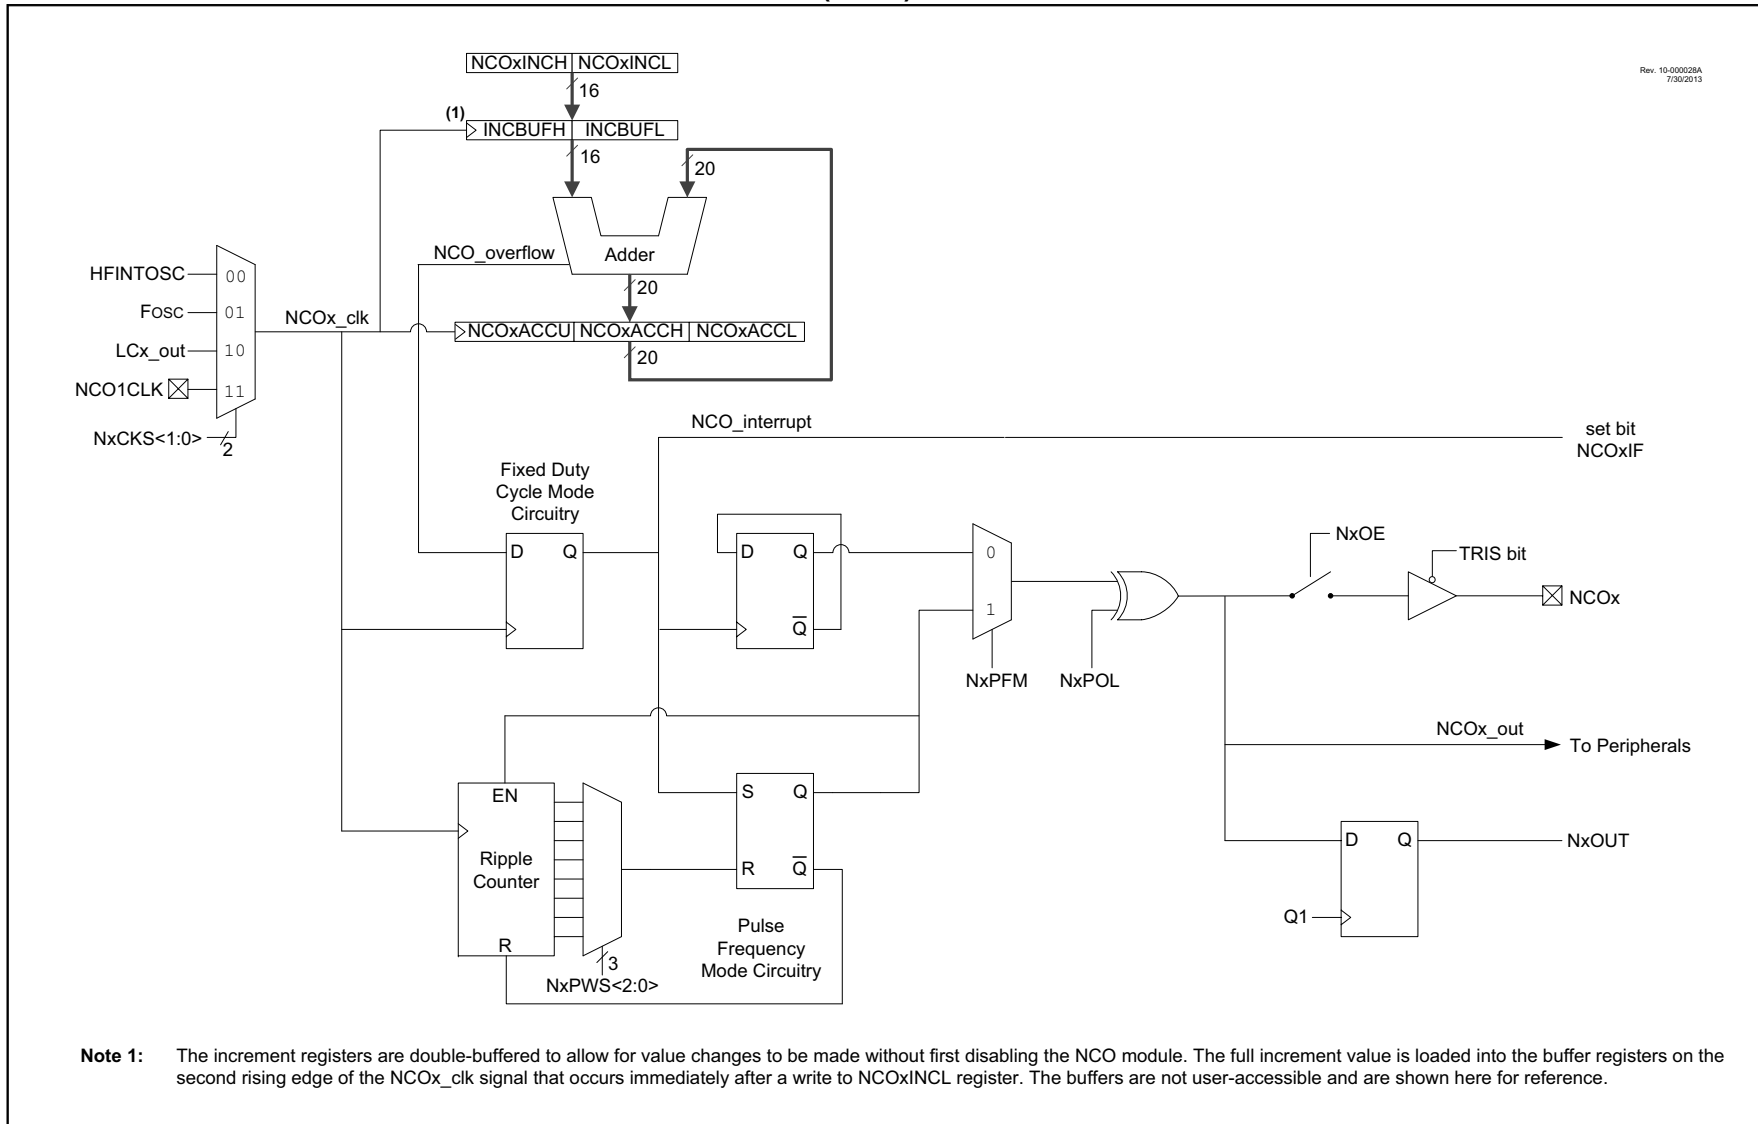 Rev. 10-000028A
7/30/2013
NCOxINCH NCOxINCL
16
(1)
INCBUFH INCBUFL
16
20
Adder
NCO_overflow
20
HFINTOSC 00
FOSC 01
LCx_out 10
NCO1CLK 11
NxCKS<1:0>
2
NCOx_clk
NCOxACCU NCOxACCH NCOxACCL
20
NCO_interrupt
set bit
NCOxIF
Fixed Duty
Cycle Mode
Circuitry
D Q
D Q
Q
0
1
NxPFM
NxPOL
NxOE
TRIS bit
NCOx
NCOx_out
To Peripherals
EN
Ripple
Counter
R
3
NxPWS<2:0>
S Q
R Q
Pulse
Frequency
Mode Circuitry
D Q
NxOUT
Q1
Note 1: The increment registers are double-buffered to allow for value changes to be made without first disabling the NCO module. The full increment value is loaded into the buffer registers on the
second rising edge of the NCOx_clk signal that occurs immediately after a write to NCOxINCL register. The buffers are not user-accessible and are shown here for reference.